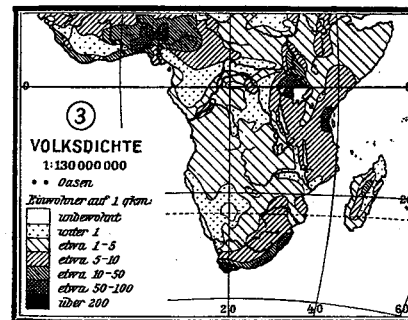 0
0
3
VOLKSDICHTE
1:130 000 000
• • Oasen
Einwohner auf 1 qkm:
unbewohnt
unter 1
etwa 1-5
etwa 5-10
etwa 10-50
etwa 50-100
über 200
20
40
60